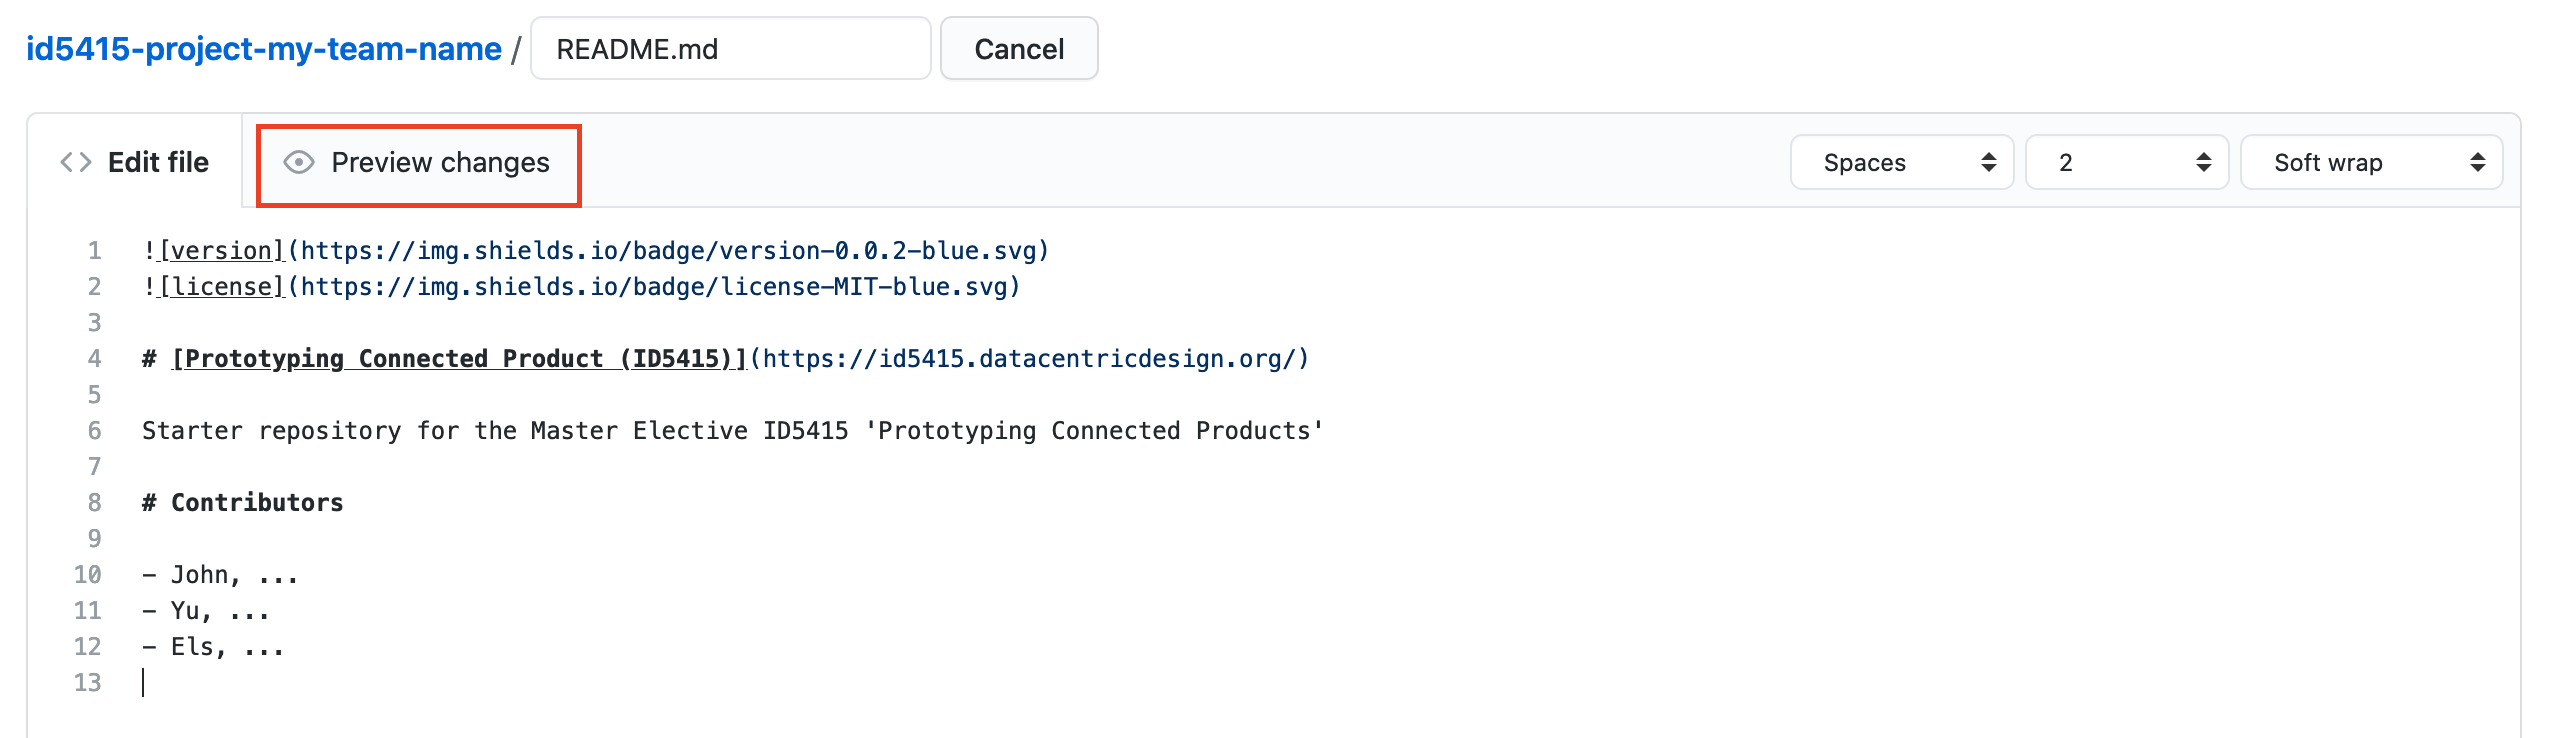 id5415-project-my-team-name / README.md Cancel
<> Edit file Preview changes Spaces 2 Soft wrap
1 ![version](https://img.shields.io/badge/version-0.0.2-blue.svg)
2 ![license](https://img.shields.io/badge/license-MIT-blue.svg)
3
4 # [Prototyping Connected Product (ID5415)](https://id5415.datacentricdesign.org/)
5
6 Starter repository for the Master Elective ID5415 'Prototyping Connected Products'
7
8 # Contributors
9
10 - John, ...
11 - Yu, ...
12 - Els, ...
13